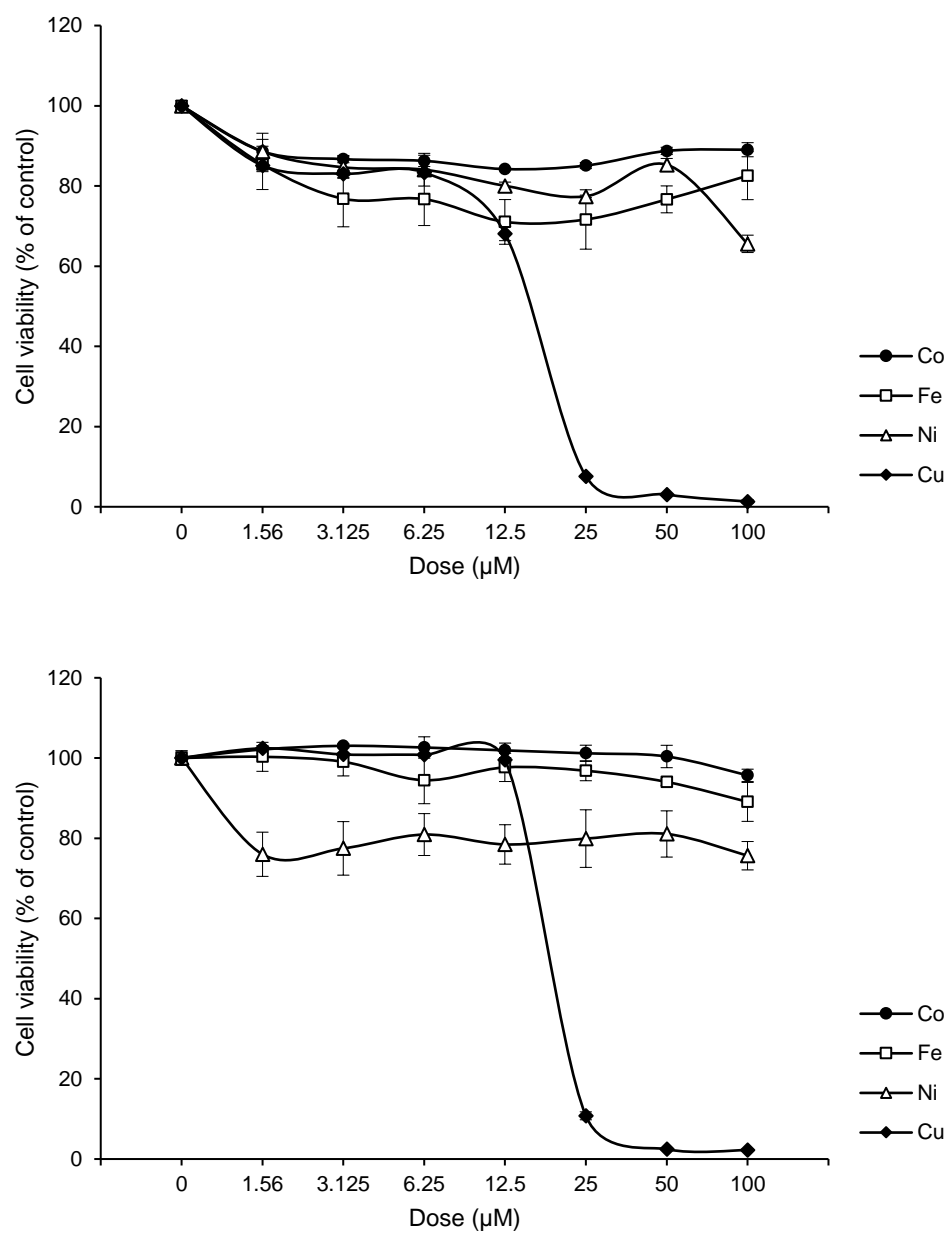 120
100
80
60
40
20
0
Cell viability (% of control)
0 1.56 3.125 6.25 12.5 25 50 100
Dose (µM)
Co
Fe
Ni
Cu
120
100
80
60
40
20
0
Cell viability (% of control)
0 1.56 3.125 6.25 12.5 25 50 100
Dose (µM)
Co
Fe
Ni
Cu